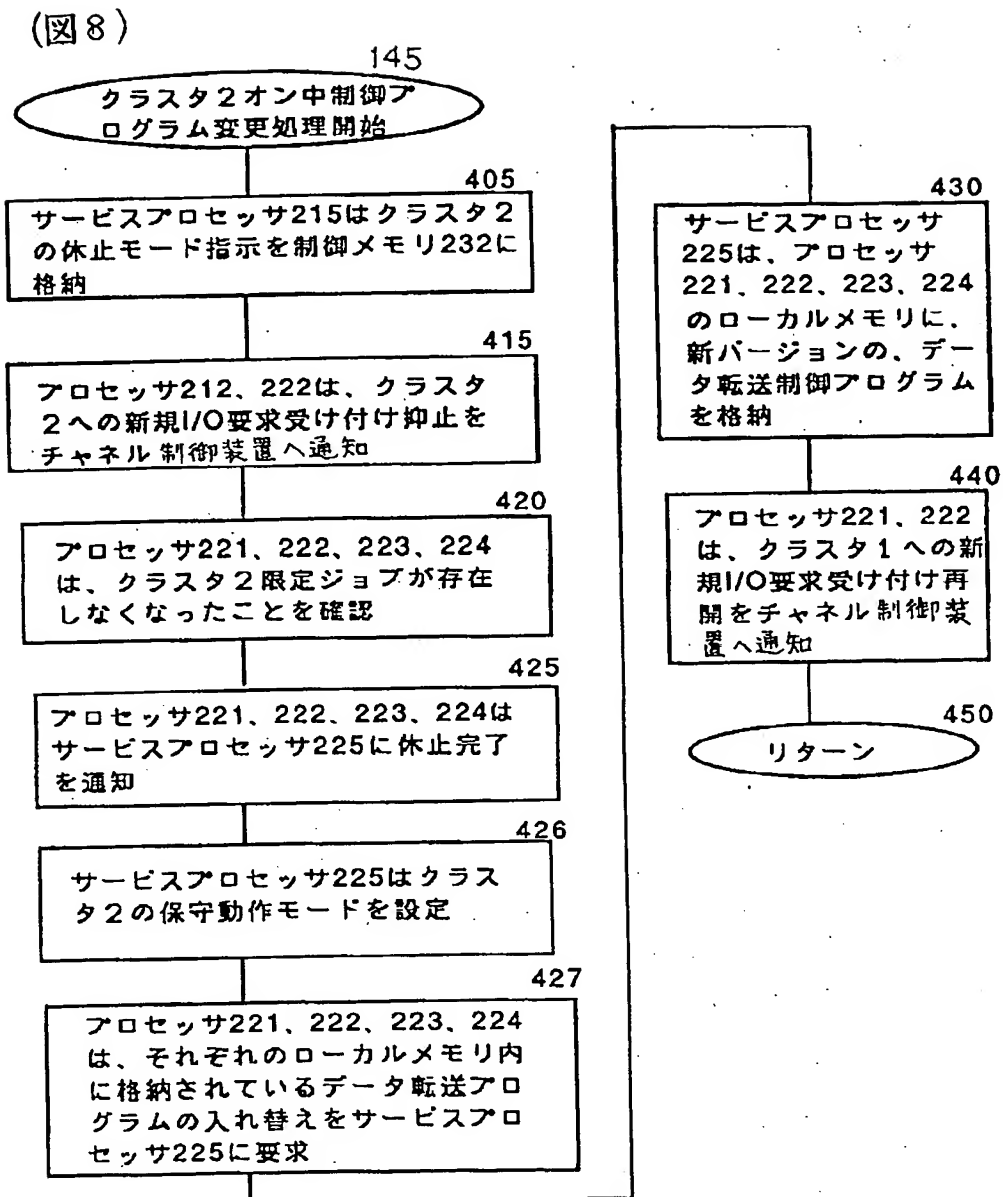 (図8)
145
クラスタ2オン中制御プ
ログラム変更処理開始
405
サービスプロセッサ215はクラスタ2
の休止モード指示を制御メモリ232に
格納
415
プロセッサ212、222は、クラスタ
2への新規I/O要求受け付け抑止を
チャネル制御装置へ通知
420
プロセッサ221、222、223、224
は、クラスタ2限定ジョブが存在
しなくなったことを確認
425
プロセッサ221、222、223、224は
サービスプロセッサ225に休止完了
を通知
426
サービスプロセッサ225はクラス
タ2の保守動作モードを設定
427
プロセッサ221、222、223、224
は、それぞれのローカルメモリ内
に格納されているデータ転送プロ
グラムの入れ替えをサービスプロ
セッサ225に要求
430
サービスプロセッサ
225は、プロセッサ
221、222、223、224
のローカルメモリに、
新バージョンの、デー
タ転送制御プログラム
を格納
440
プロセッサ221、222
は、クラスタ1への新
規I/O要求受け付け再
開をチャネル制御装
置へ通知
450
リターン